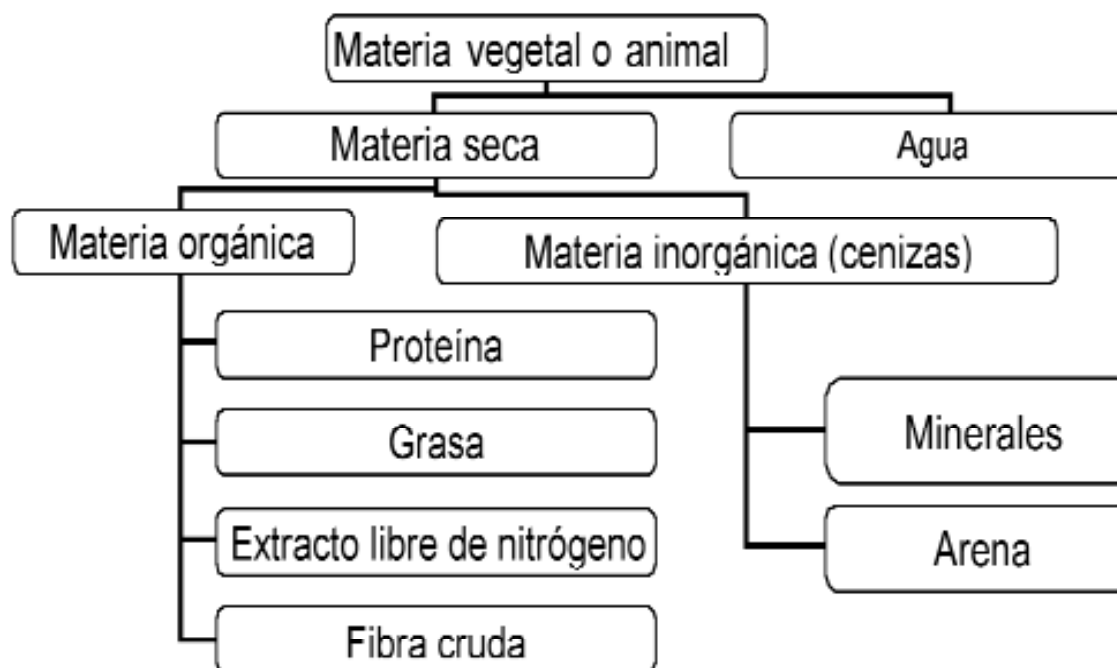 Materia vegetal o animal
Materia seca
Agua
Materia orgánica
Materia inorgánica (cenizas)
Proteína
Grasa
Extracto libre de nitrógeno
Fibra cruda
Minerales
Arena